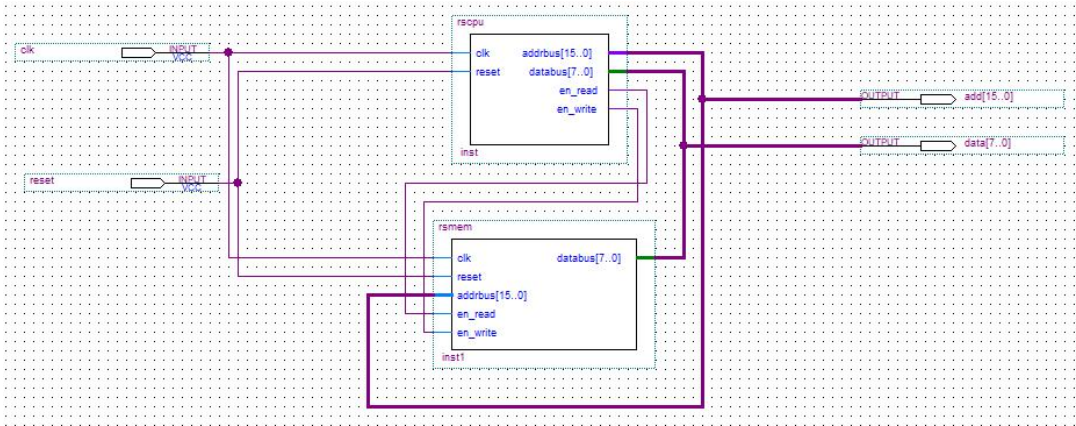 clk
INPUT
VCC
reset
INPUT
VCC
rscpu
clk
reset
addrbus[15..0]
databus[7..0]
en_read
en_write
inst
rsmem
clk
reset
addrbus[15..0]
en_read
en_write
databus[7..0]
inst1
OUTPUT
add[15..0]
OUTPUT
data[7..0]